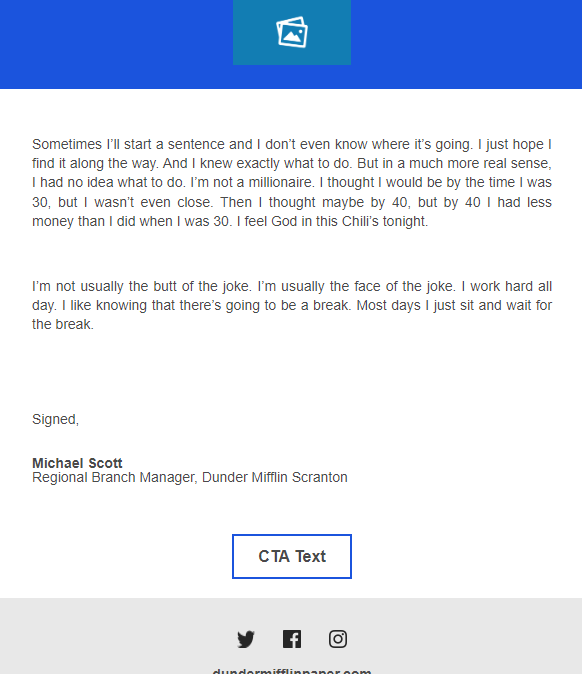 Sometimes I’ll start a sentence and I don’t even know where it’s going. I just hope I
find it along the way. And I knew exactly what to do. But in a much more real sense,
I had no idea what to do. I’m not a millionaire. I thought I would be by the time I was
30, but I wasn’t even close. Then I thought maybe by 40, but by 40 I had less
money than I did when I was 30. I feel God in this Chili’s tonight.
I’m not usually the butt of the joke. I’m usually the face of the joke. I work hard all
day. I like knowing that there’s going to be a break. Most days I just sit and wait for
the break.
Signed,
Michael Scott
Regional Branch Manager, Dunder Mifflin Scranton
CTA Text
dundermifflinpaper.com